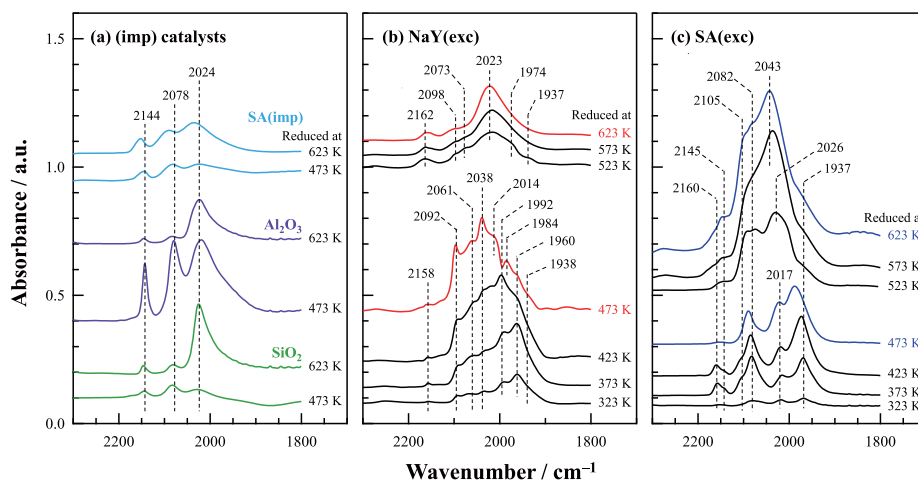 Absorbance / a.u.
1.5
1.0
0.5
0.0
(a) (imp) catalysts
2024
2078
2144
SA(imp)
Reduced at
623 K
473 K
Al₂O₃
623 K
473 K
SiO₂
623 K
473 K
2200 2000 1800
(b) NaY(exc)
2023
2073
1974
2098
1937
2162
623 K
573 K
523 K
2038
2061
2014
2092
1992
1984
1960
2158
1938
473 K
423 K
373 K
323 K
2200 2000 1800
(c) SA(exc)
2043
2082
2105
2026
2145
1937
2160
Reduced at
623 K
573 K
523 K
2017
473 K
423 K
373 K
323 K
2200 2000 1800
Wavenumber / cm⁻¹